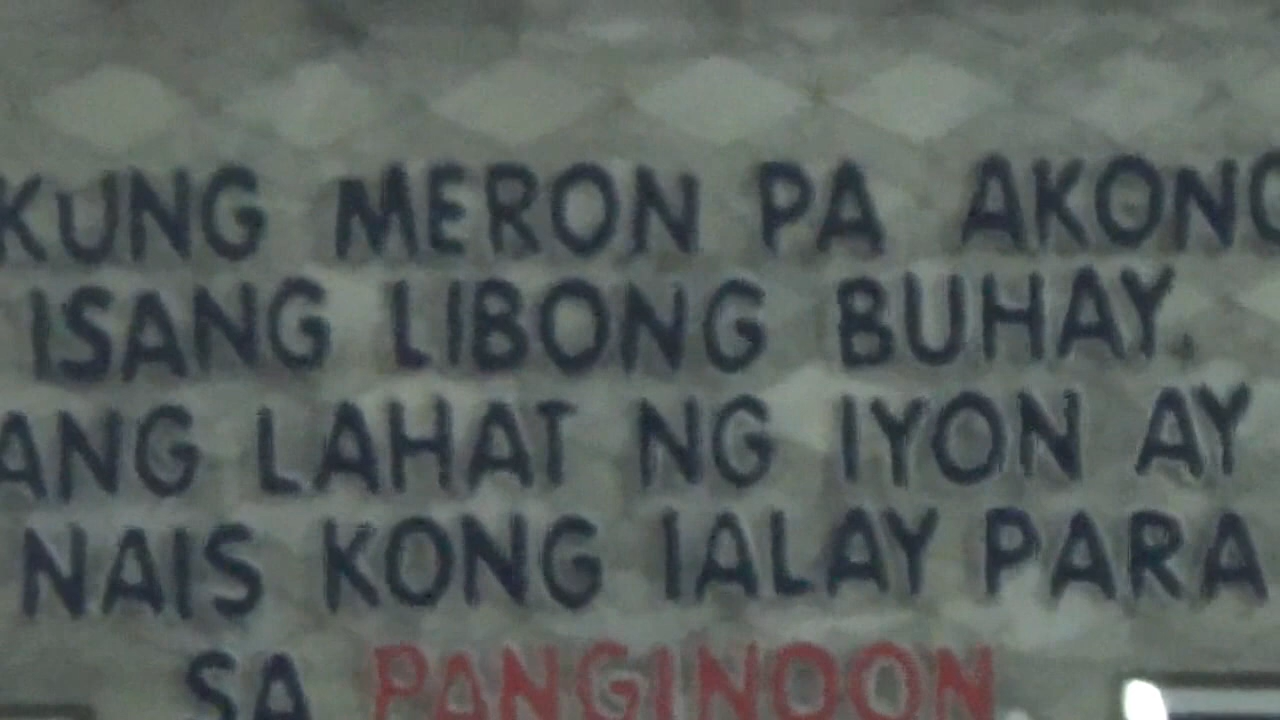 KUNG MERON PA AKONG
ISANG LIBONG BUHAY,
ANG LAHAT NG IYON AY
NAIS KONG IALAY PARA
SA PANGINOON